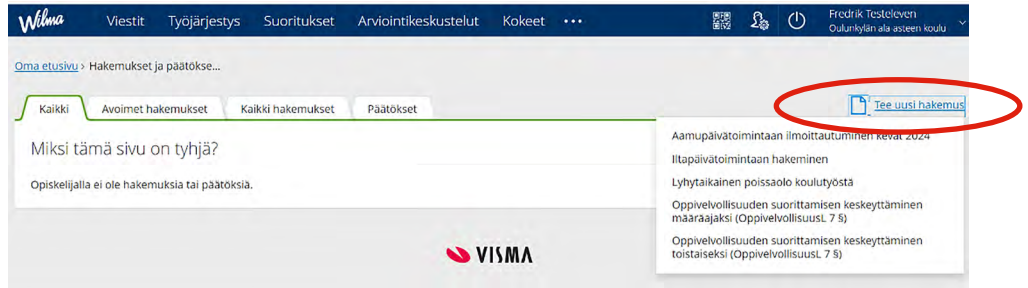 Wilma
Viestit Työjärjestys Suoritukset Arviointikeskustelut Kokeet •••
Fredrik Testeleven
Oulunkylän ala-asteen koulu
Oma etusivu › Hakemukset ja päätökse...
Kaikki Avoimet hakemukset Kaikki hakemukset Päätökset
Tee uusi hakemus
Miksi tämä sivu on tyhjä?
Opiskelijalla ei ole hakemuksia tai päätöksiä.
Aamupäivätoimintaan ilmoittautuminen kevät 2024
Iltapäivätoimintaan hakeminen
Lyhytaikainen poissaolo koulutyöstä
Oppivelvollisuuden suorittamisen keskeyttäminen
määräajaksi (OppivelvollisuusL 7 §)
Oppivelvollisuuden suorittamisen keskeyttäminen
toistaiseksi (OppivelvollisuusL 7 §)
VISMA